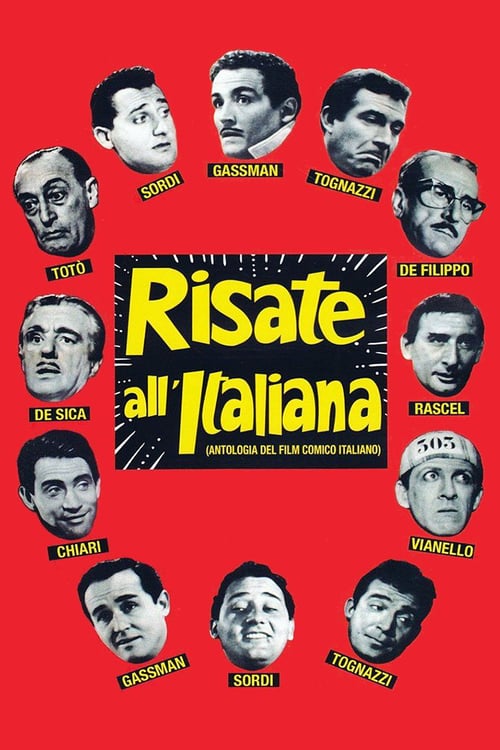 SORDI
GASSMAN
TOGNAZZI
TOTÒ
DE FILIPPO
Risate
all'Italiana
(ANTOLOGIA DEL FILM COMICO ITALIANO)
DE SICA
RASCEL
303
CHIARI
VIANELLO
GASSMAN
SORDI
TOGNAZZI